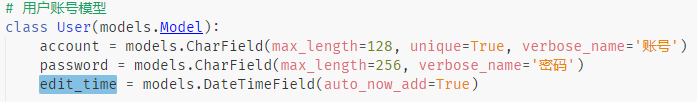 # 用户账号模型
class User(models.Model):
    account = models.CharField(max_length=128, unique=True, verbose_name='账号')
    password = models.CharField(max_length=256, verbose_name='密码')
    edit_time = models.DateTimeField(auto_now_add=True)